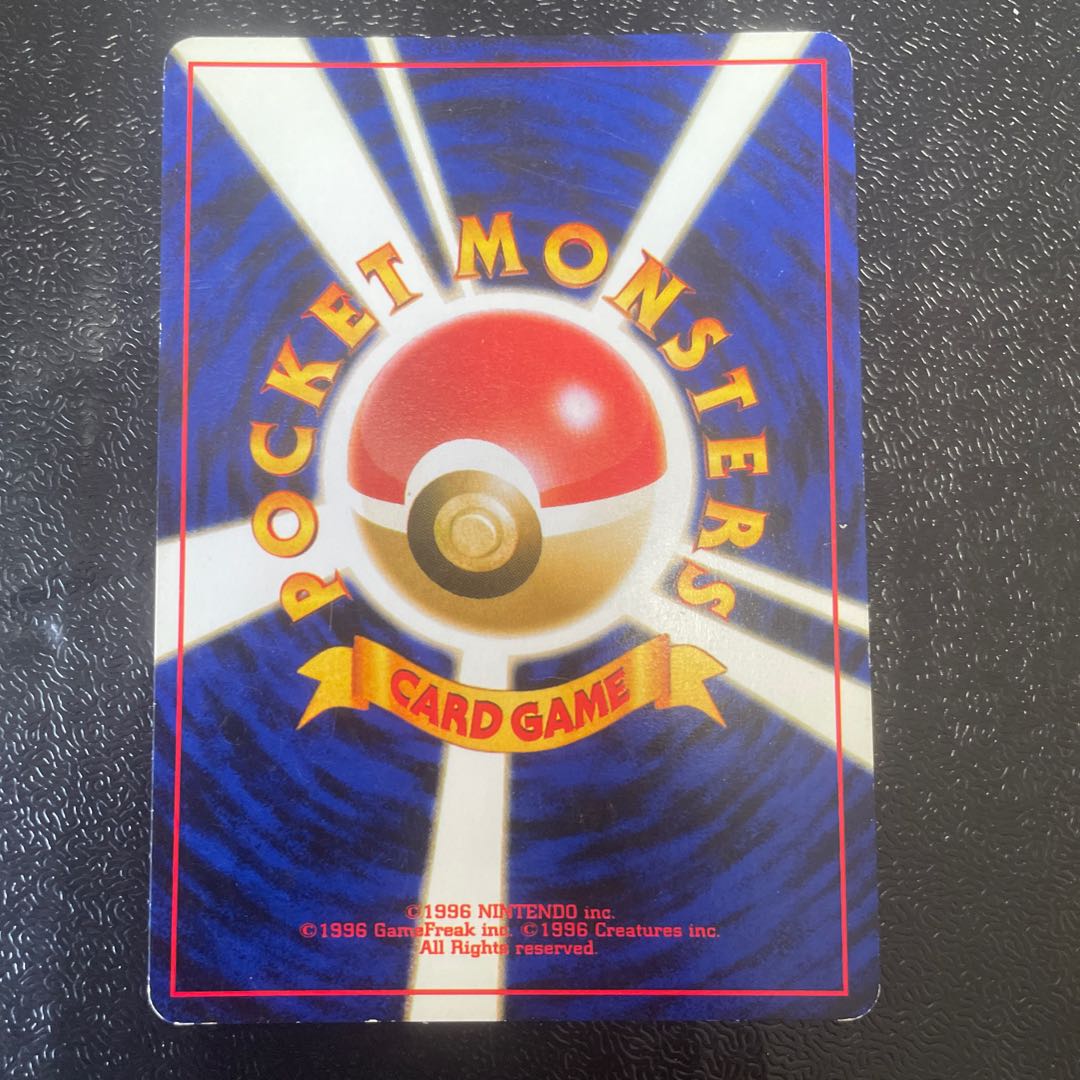 POCKET MONSTERS
CARD GAME
©1996 NINTENDO inc.
©1996 GameFreak inc. ©1996 Creatures inc.
All Rights reserved.